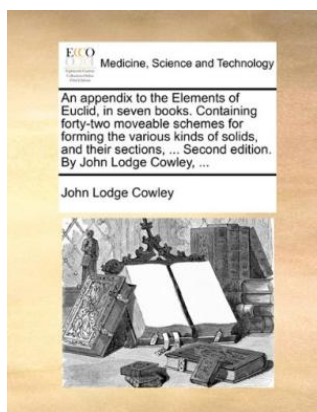 ECCO
Medicine, Science and Technology
An appendix to the Elements of
Euclid, in seven books. Containing
forty-two moveable schemes for
forming the various kinds of solids,
and their sections, ... Second edition.
By John Lodge Cowley, ...
John Lodge Cowley